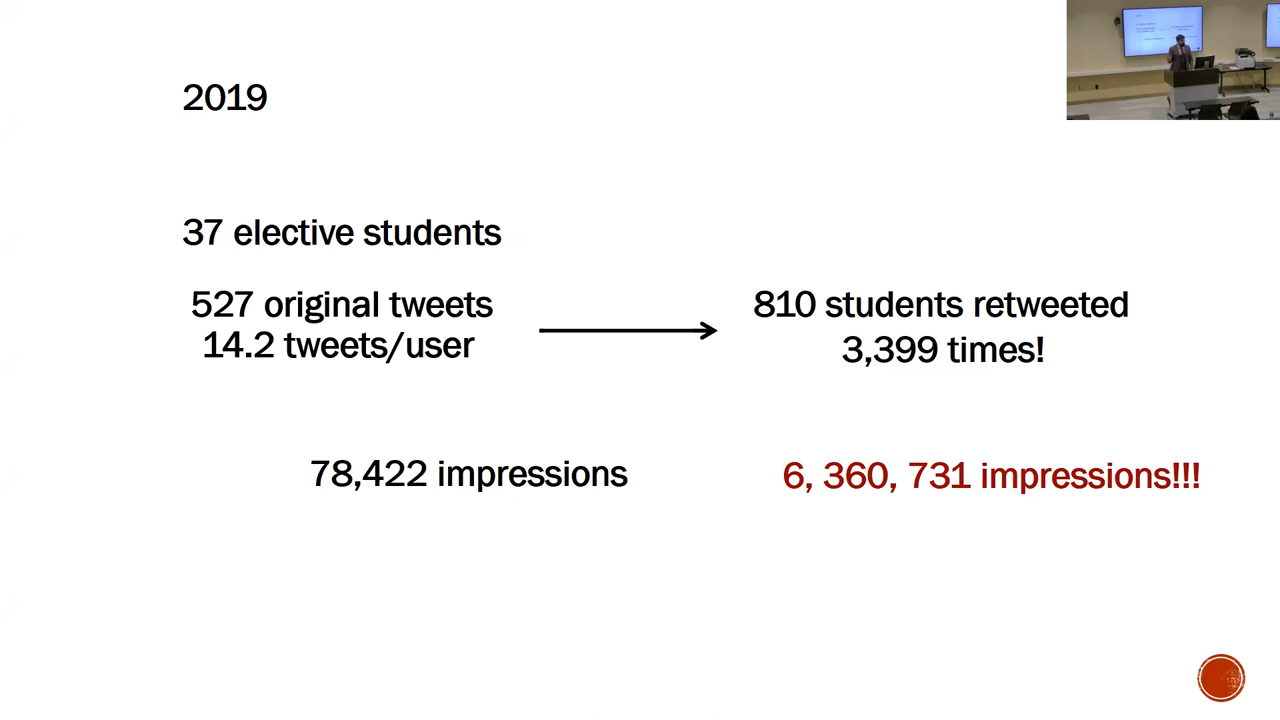 2019
37 elective students
527 original tweets
14.2 tweets/user
810 students retweeted
3,399 times!
78,422 impressions
6, 360, 731 impressions!!!